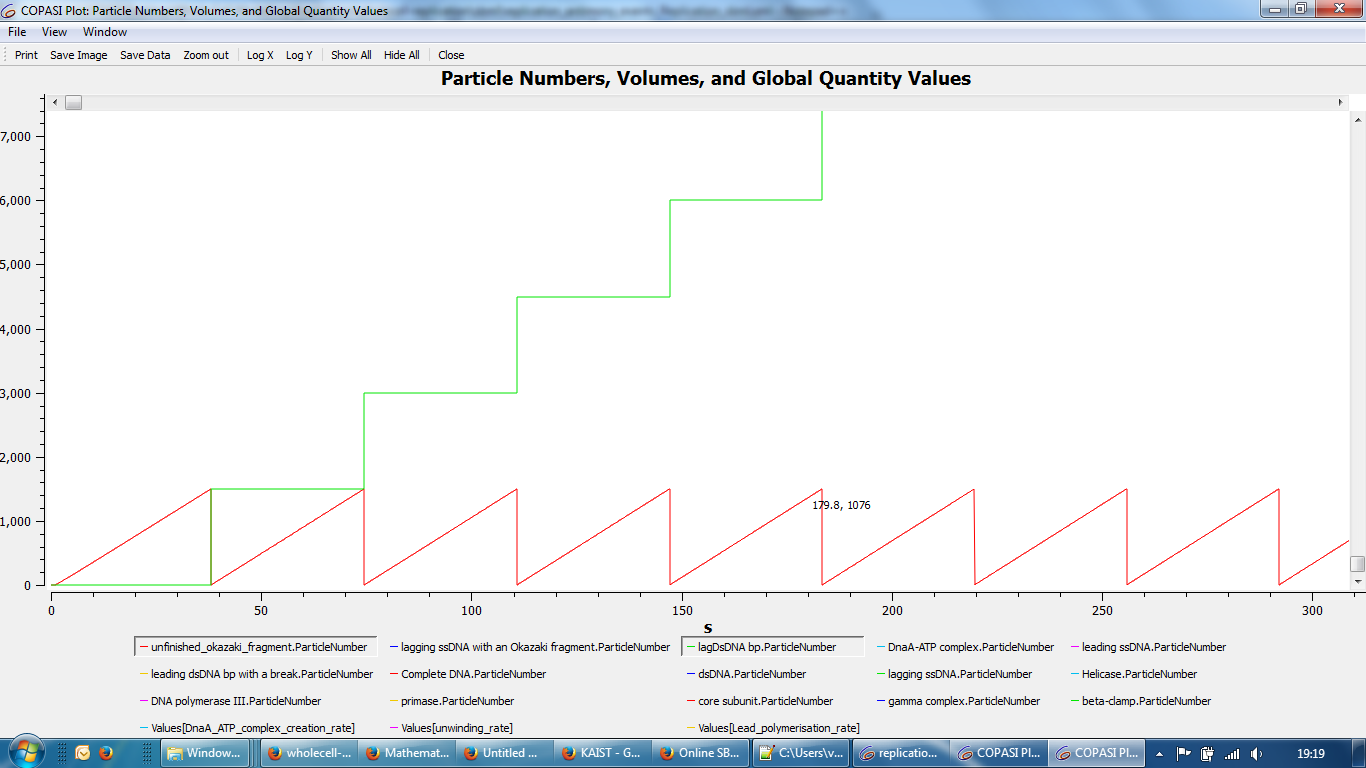 COPASI Plot: Particle Numbers, Volumes, and Global Quantity Values
File View Window
Print Save Image Save Data Zoom out Log X Log Y Show All Hide All Close
Particle Numbers, Volumes, and Global Quantity Values
7,000
6,000
5,000
4,000
3,000
2,000
1,000
0
179.8, 1076
0 50 100 150 200 250 300
s
unfinished_okazaki_fragment.ParticleNumber lagging ssDNA with an Okazaki fragment.ParticleNumber lagDsDNA bp.ParticleNumber DnaA-ATP complex.ParticleNumber leading ssDNA.ParticleNumber
leading dsDNA bp with a break.ParticleNumber Complete DNA.ParticleNumber dsDNA.ParticleNumber lagging ssDNA.ParticleNumber Helicase.ParticleNumber
DNA polymerase III.ParticleNumber primase.ParticleNumber core subunit.ParticleNumber gamma complex.ParticleNumber beta-clamp.ParticleNumber
Values[DnaA_ATP_complex_creation_rate] Values[unwinding_rate] Values[Lead_polymerisation_rate]
Window... wholecell-... Mathemat... Untitled ... KAIST - G... Online SB... C:\Users\v... replicatio... COPASI Pl... COPASI Pl... 19:19